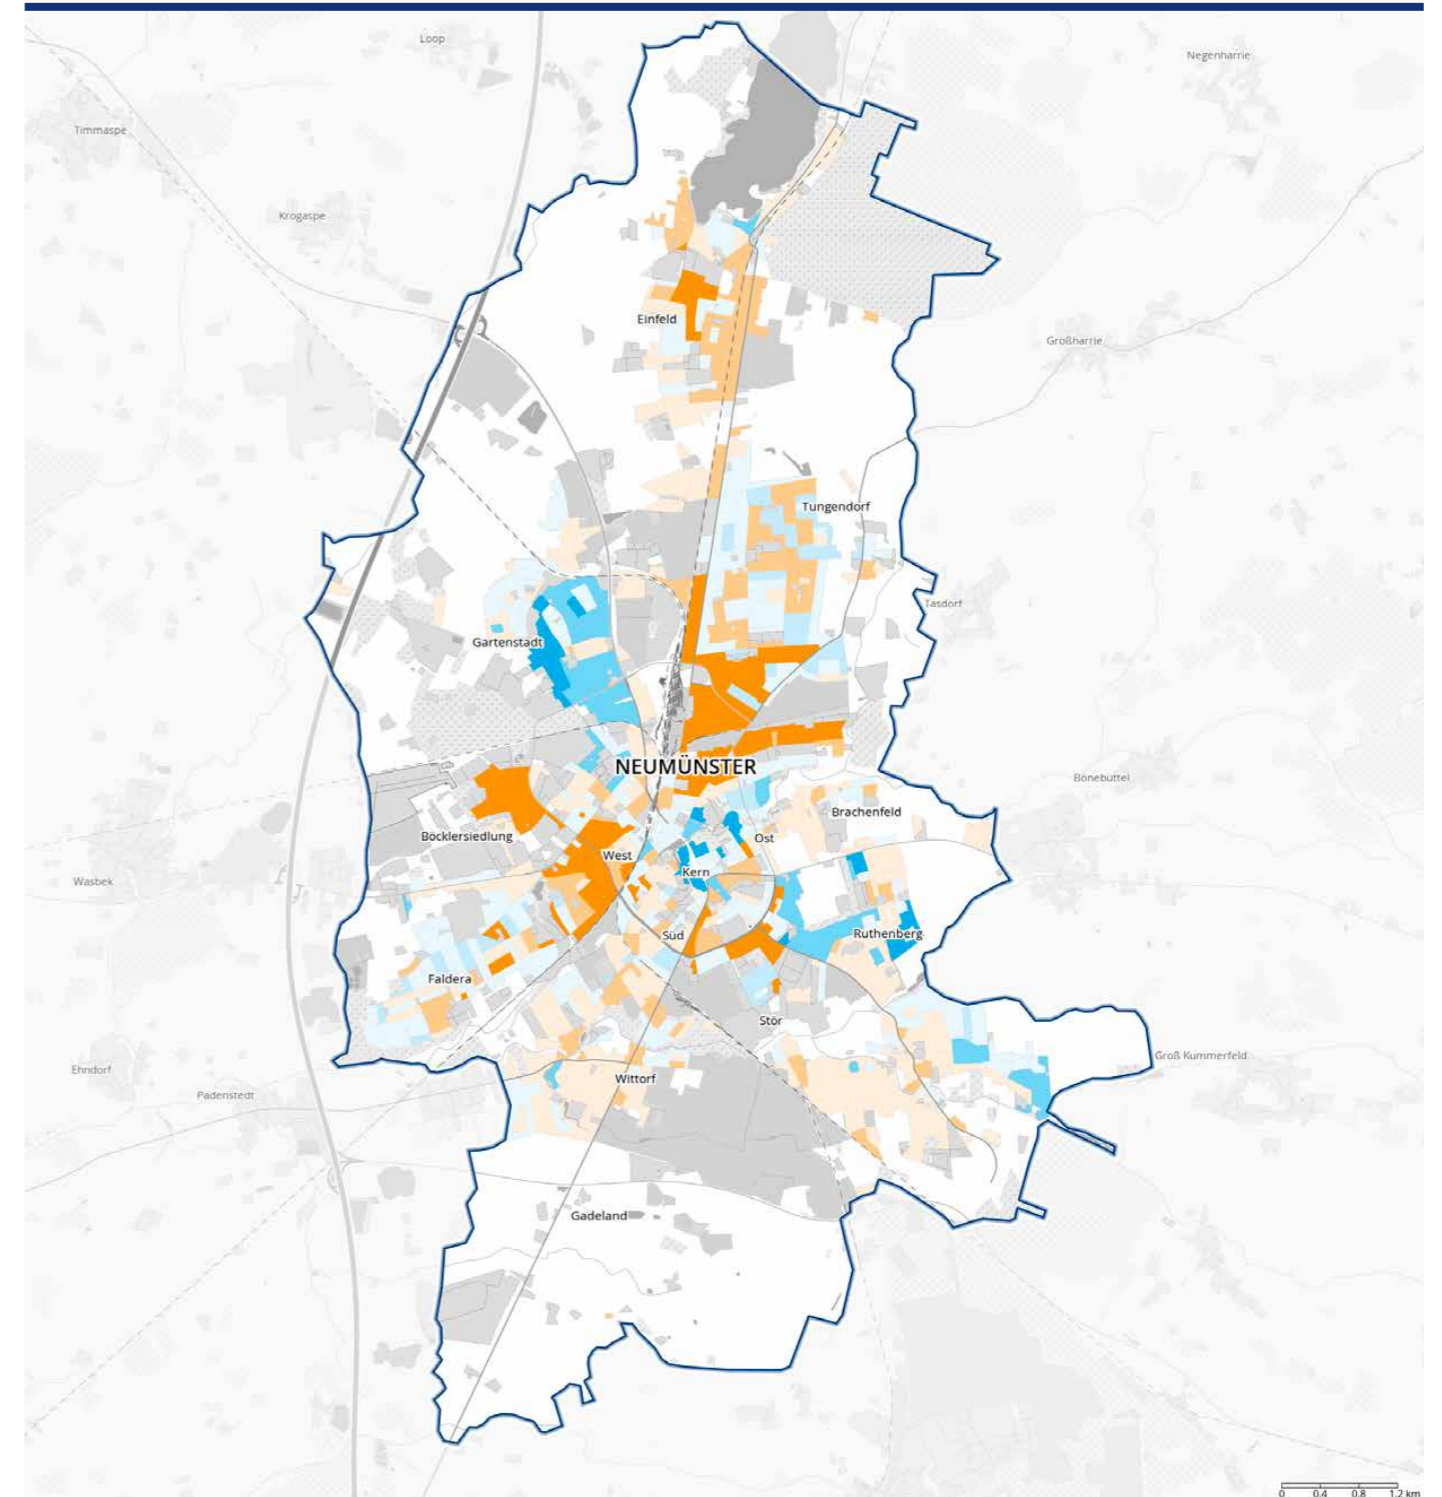 Loop
Negenharrie
Timmaspe
Krogaspe
Einfeld
Großharrie
Tungendorf
Tasdorf
Gartenstadt
NEUMÜNSTER
Bönebüttel
Brachenfeld
Böcklersiedlung
Ost
West
Kern
Wasbek
Süd
Ruthenberg
Faldera
Stör
Groß Kummerfeld
Ehndorf
Wittorf
Padenstedt
Gadeland
0 0.4 0.8 1.2 km